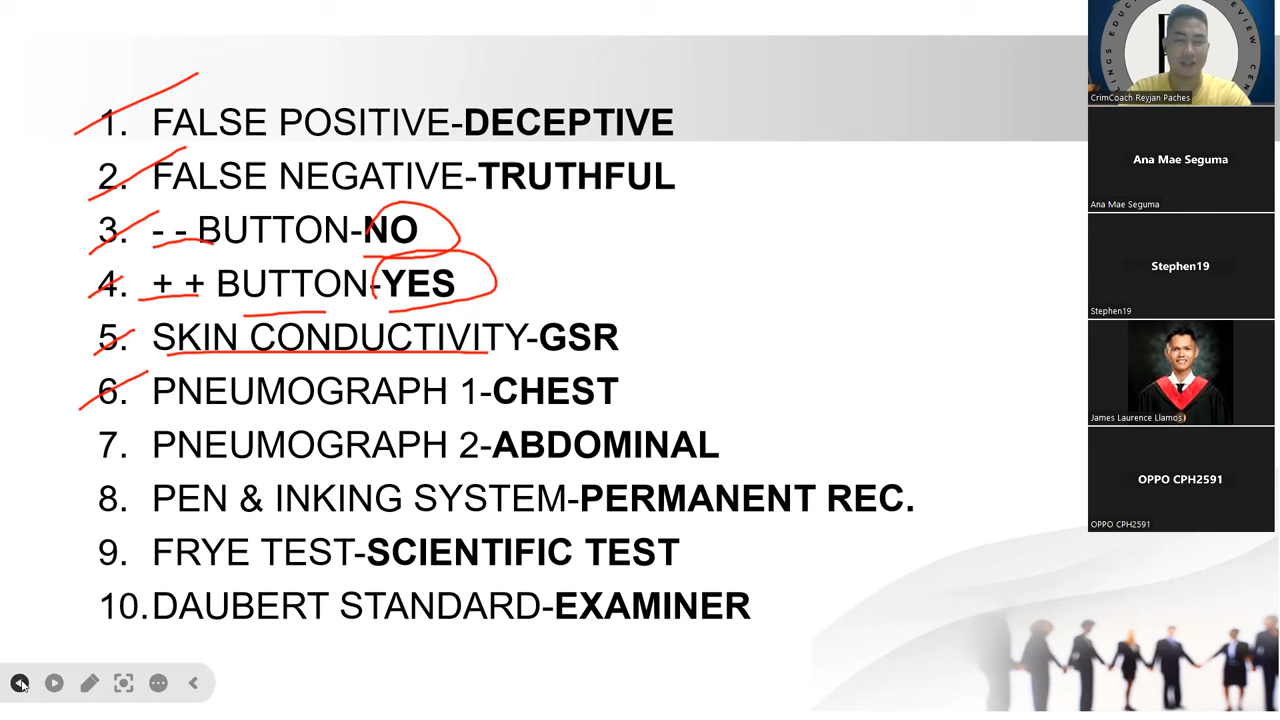 1. FALSE POSITIVE-DECEPTIVE
2. FALSE NEGATIVE-TRUTHFUL
3. - - BUTTON-NO
4. + + BUTTON-YES
5. SKIN CONDUCTIVITY-GSR
6. PNEUMOGRAPH 1-CHEST
7. PNEUMOGRAPH 2-ABDOMINAL
8. PEN & INKING SYSTEM-PERMANENT REC.
9. FRYE TEST-SCIENTIFIC TEST
10. DAUBERT STANDARD-EXAMINER
CrimCoach Reyjan Paches
Ana Mae Seguma
Ana Mae Seguma
Stephen19
Stephen19
James Laurence Llamos
OPPO CPH2591
OPPO CPH2591